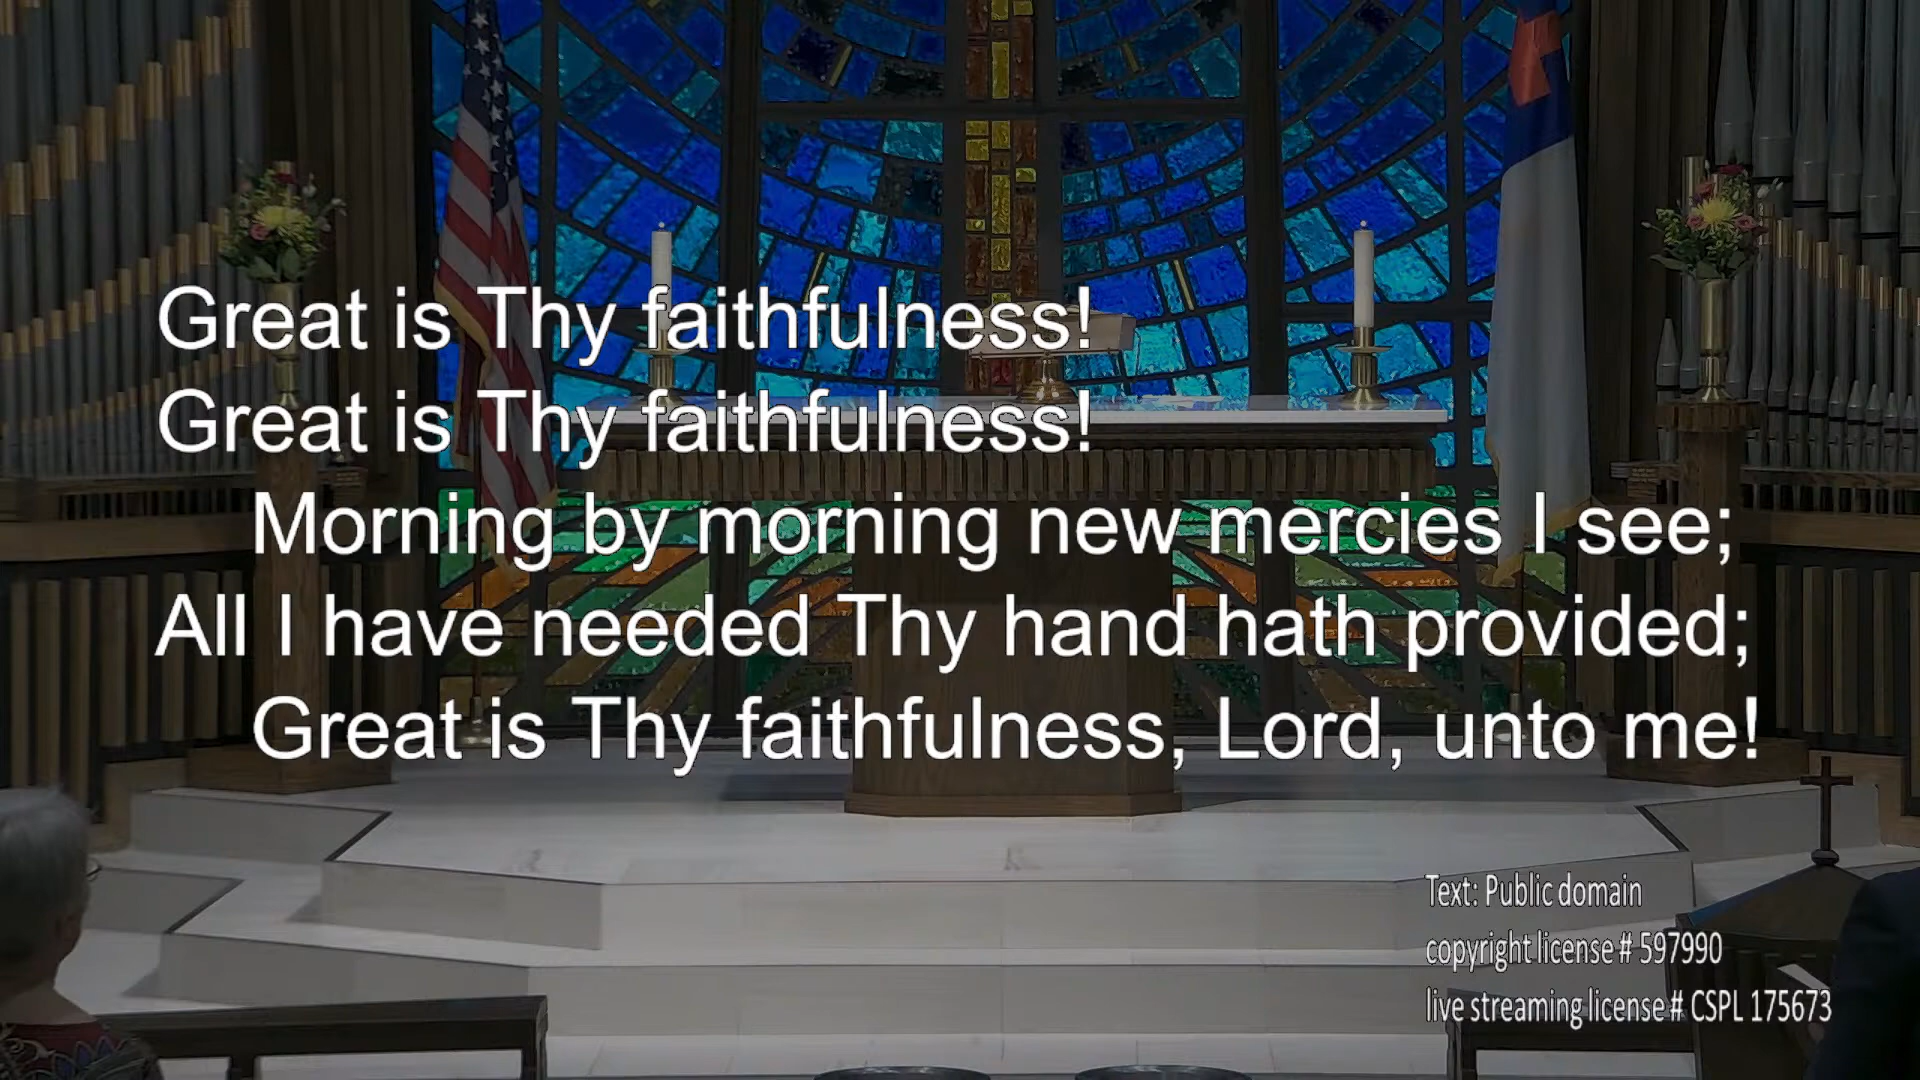 Great is Thy faithfulness!
Great is Thy faithfulness!
Morning by morning new mercies I see;
All I have needed Thy hand hath provided;
Great is Thy faithfulness, Lord, unto me!
Text: Public domain
copyright license # 597990
live streaming license # CSPL 175673